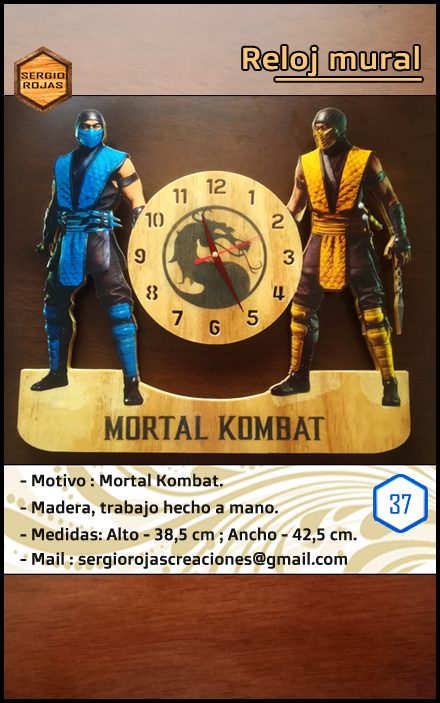 SERGIO
ROJAS
Reloj mural
12
11
1
10
2
9
3
8
4
7
5
6
MORTAL KOMBAT
- Motivo : Mortal Kombat.
- Madera, trabajo hecho a mano.
37
- Medidas: Alto - 38,5 cm ; Ancho - 42,5 cm.
- Mail : sergiorojascreaciones@gmail.com